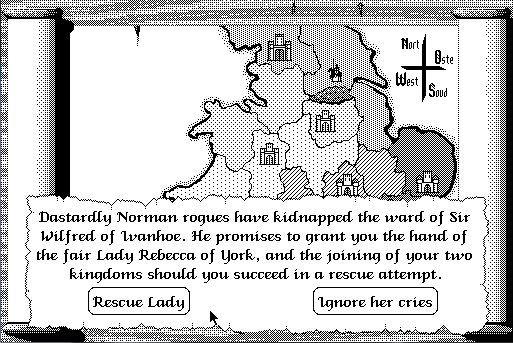 Nort
Oste
West
Soud
Dastardly Norman rogues have kidnapped the ward of Sir
Wilfred of Ivanhoe. He promises to grant you the hand of
the fair Lady Rebecca of York, and the joining of your two
kingdoms should you succeed in a rescue attempt.
Rescue Lady
Ignore her cries